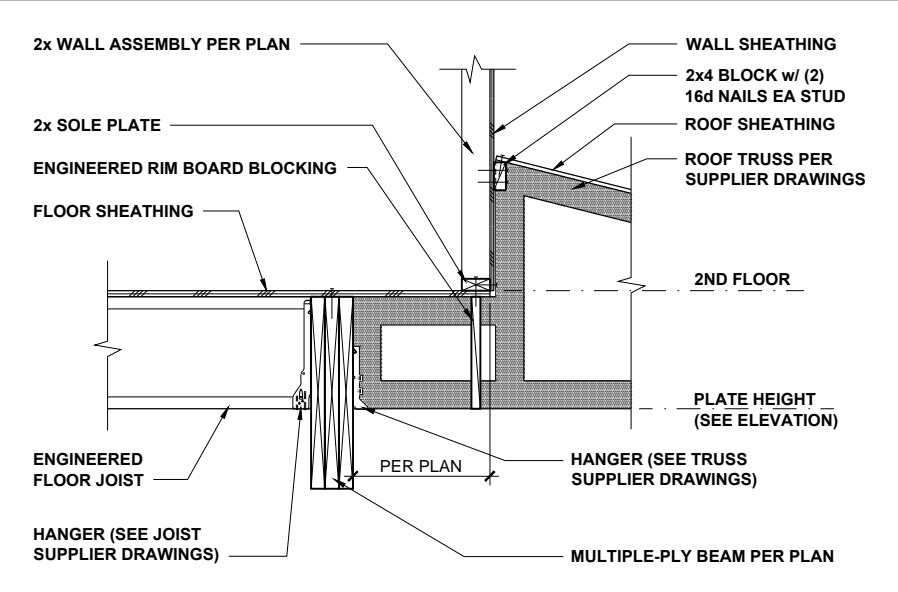 2x WALL ASSEMBLY PER PLAN
2x SOLE PLATE
ENGINEERED RIM BOARD BLOCKING
FLOOR SHEATHING
WALL SHEATHING
2x4 BLOCK w/ (2)
16d NAILS EA STUD
ROOF SHEATHING
ROOF TRUSS PER
SUPPLIER DRAWINGS
2ND FLOOR
PLATE HEIGHT
(SEE ELEVATION)
ENGINEERED
FLOOR JOIST
PER PLAN
HANGER (SEE TRUSS
SUPPLIER DRAWINGS)
HANGER (SEE JOIST
SUPPLIER DRAWINGS)
MULTIPLE-PLY BEAM PER PLAN